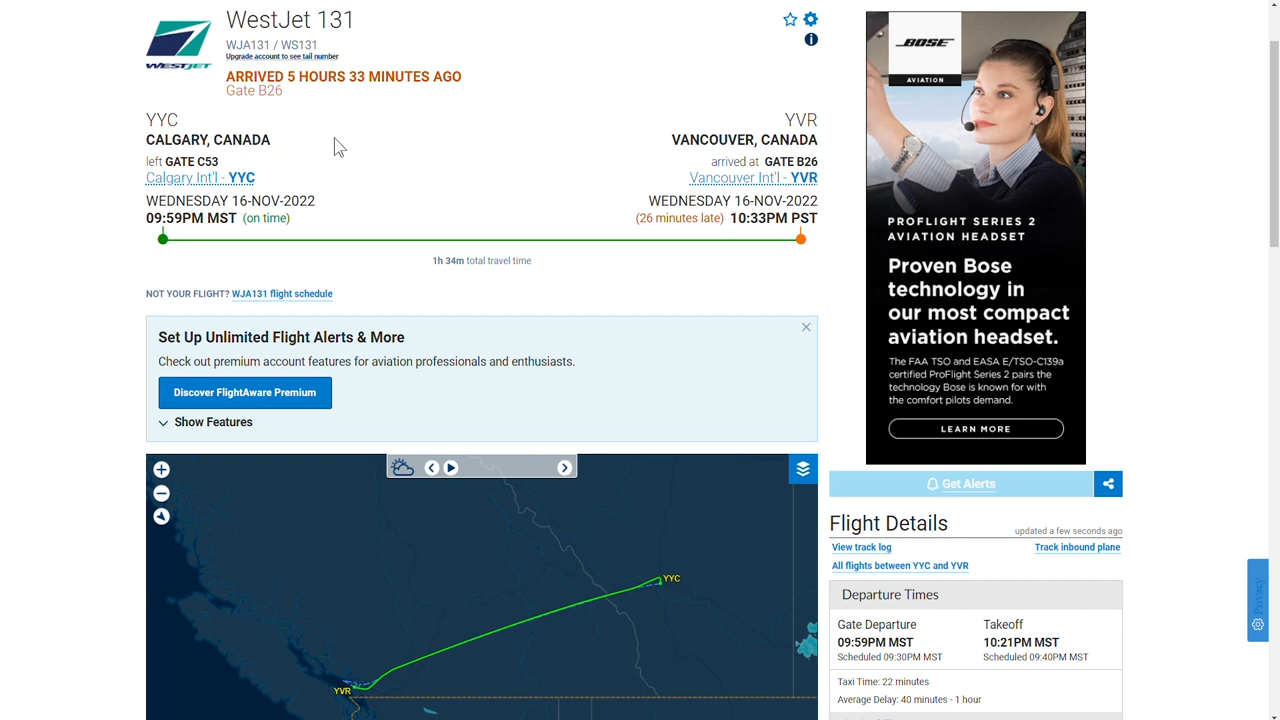 WestJet 131
WESTJET
WJA131 / WS131
Upgrade account to see tail number
ARRIVED 5 HOURS 33 MINUTES AGO
Gate B26
YYC
CALGARY, CANADA
left GATE C53
Calgary Int'l - YYC
WEDNESDAY 16-NOV-2022
09:59PM MST (on time)
YVR
VANCOUVER, CANADA
arrived at GATE B26
Vancouver Int'l - YVR
WEDNESDAY 16-NOV-2022
(26 minutes late) 10:33PM PST
1h 34m total travel time
NOT YOUR FLIGHT? WJA131 flight schedule
Set Up Unlimited Flight Alerts & More
Check out premium account features for aviation professionals and enthusiasts.
Discover FlightAware Premium
Show Features
YYC
YVR
BOSE
AVIATION
PROFLIGHT SERIES 2
AVIATION HEADSET
Proven Bose
technology in
our most compact
aviation headset.
The FAA TSO and EASA E/TSO-C139a
certified ProFlight Series 2 pairs the
technology Bose is known for with
the comfort pilots demand.
LEARN MORE
Get Alerts
Flight Details
updated a few seconds ago
View track log
Track inbound plane
All flights between YYC and YVR
Departure Times
Gate Departure
09:59PM MST
Scheduled 09:30PM MST
Takeoff
10:21PM MST
Scheduled 09:40PM MST
Taxi Time: 22 minutes
Average Delay: 40 minutes - 1 hour
Privacy